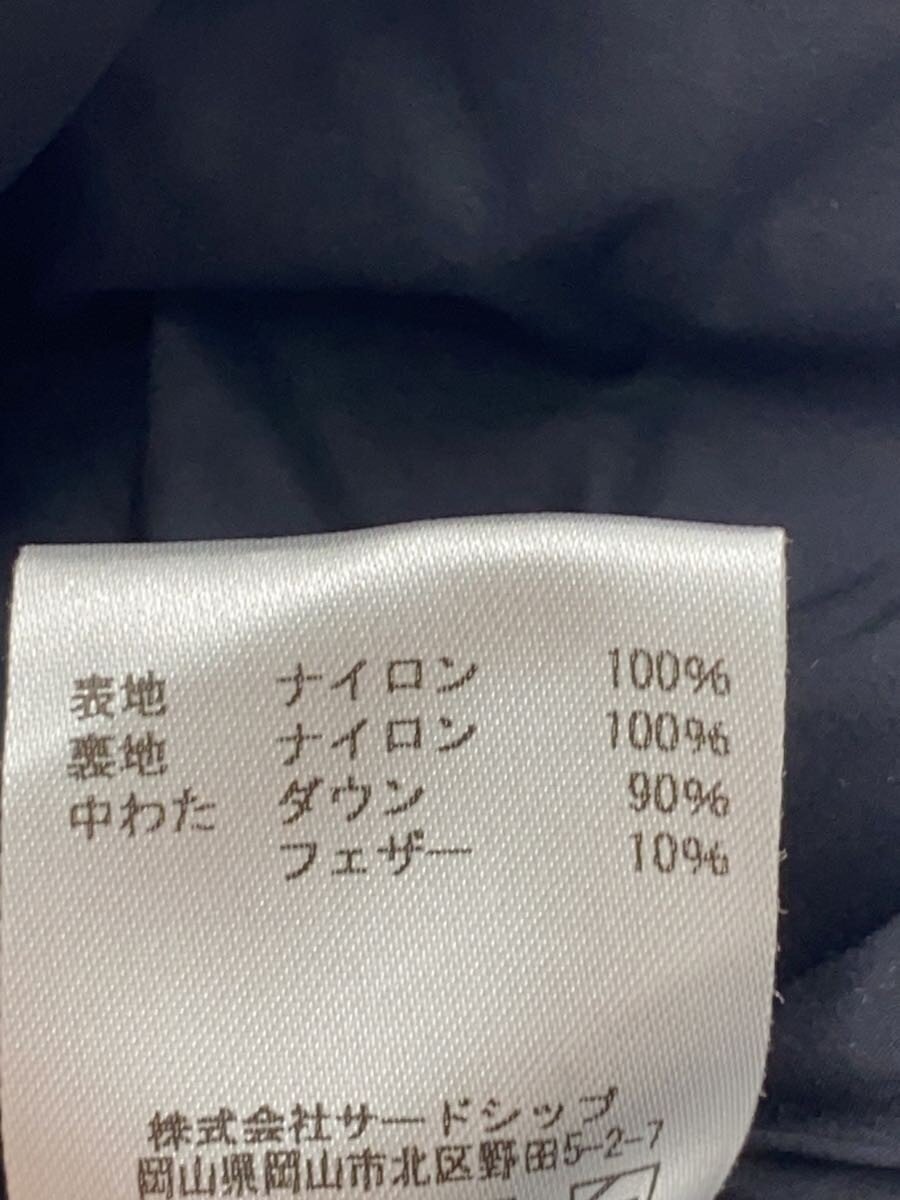 表地 ナイロン 100%
裏地 ナイロン 100%
中わた ダウン 90%
フェザー 10%
株式会社サードシップ
岡山県岡山市北区野田5-2-7